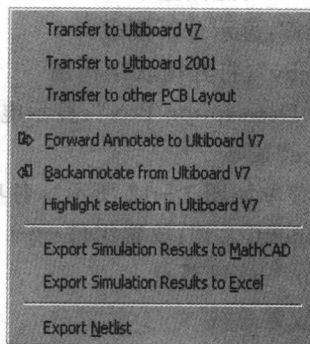 Transfer to Ultiboard V7
Transfer to Ultiboard 2001
Transfer to other PCB Layout
Forward Annotate to Ultiboard V7
Backannotate from Ultiboard V7
Highlight selection in Ultiboard V7
Export Simulation Results to MathCAD
Export Simulation Results to Excel
Export Netlist